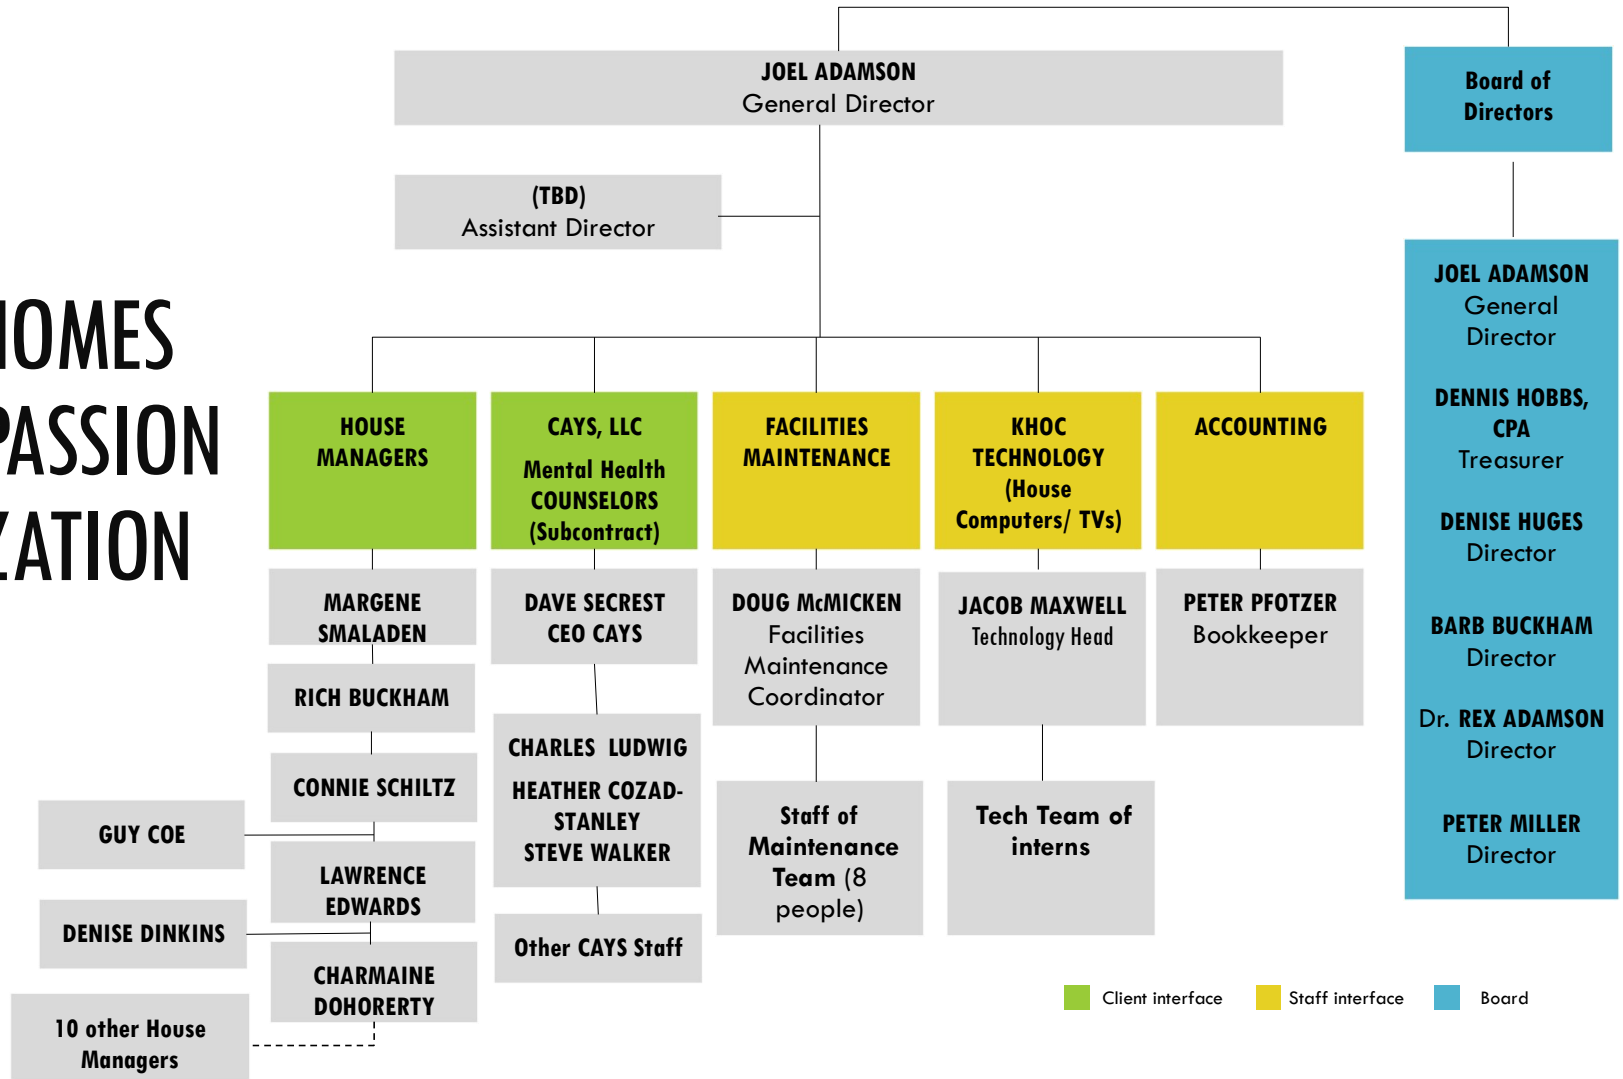 HOMES
PASSION
ZATION
JOEL ADAMSON
General Director
Board of
Directors
(TBD)
Assistant Director
JOEL ADAMSON
General
Director
DENNIS HOBBS,
CPA
Treasurer
DENISE HUGES
Director
BARB BUCKHAM
Director
Dr. REX ADAMSON
Director
PETER MILLER
Director
HOUSE
MANAGERS
MARGENE
SMALADEN
RICH BUCKHAM
CONNIE SCHILTZ
GUY COE
LAWRENCE
EDWARDS
DENISE DINKINS
CHARMAINE
DOHORERTY
10 other House
Managers
CAYS, LLC
Mental Health
COUNSELORS
(Subcontract)
DAVE SECREST
CEO CAYS
CHARLES LUDWIG
HEATHER COZAD-
STANLEY
STEVE WALKER
Other CAYS Staff
FACILITIES
MAINTENANCE
DOUG McMICKEN
Facilities
Maintenance
Coordinator
Staff of
Maintenance
Team (8
people)
KHOC
TECHNOLOGY
(House
Computers/ TVs)
JACOB MAXWELL
Technology Head
Tech Team of
interns
ACCOUNTING
PETER PFOTZER
Bookkeeper
Client interface
Staff interface
Board